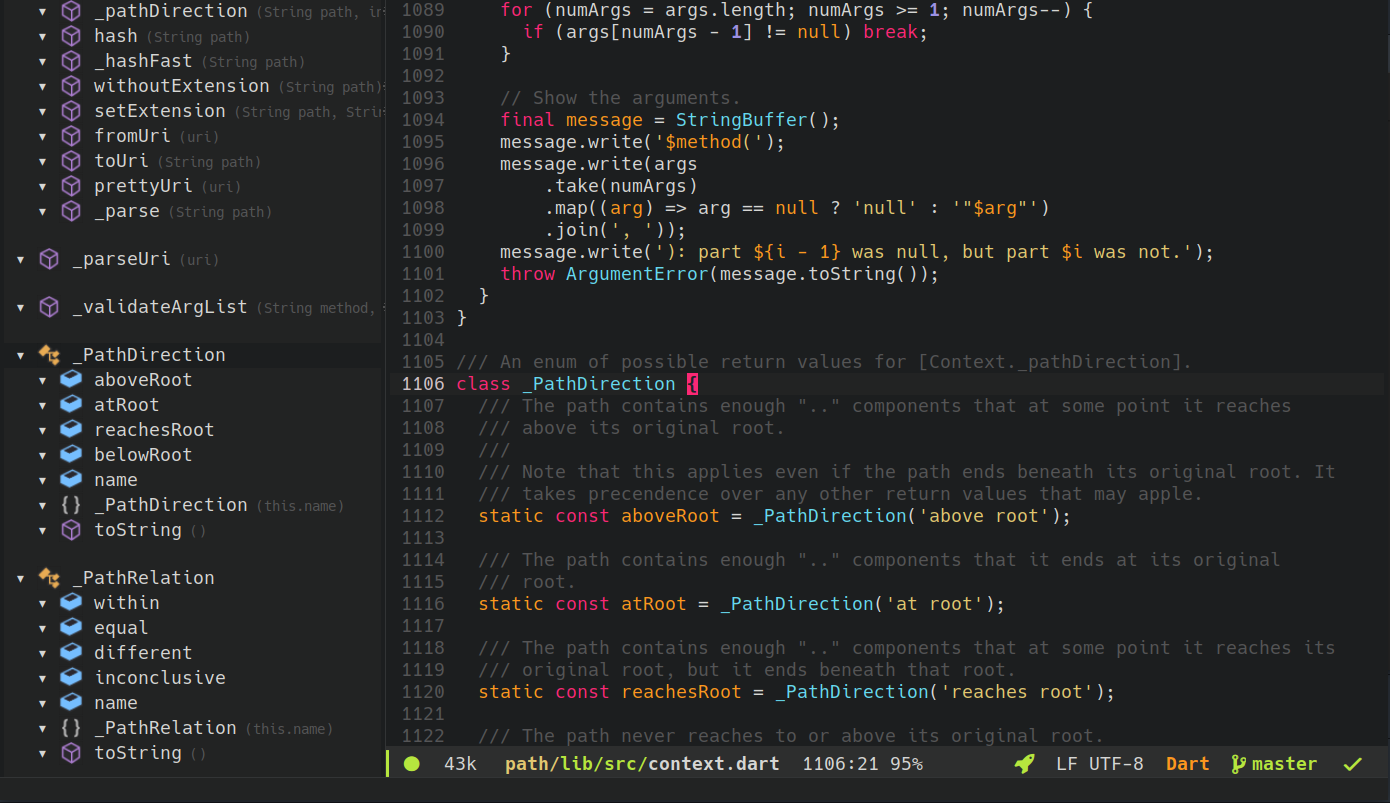 _pathDirection (String path, in
hash (String path)
_hashFast (String path)
withoutExtension (String path)
setExtension (String path, Strin
fromUri (uri)
toUri (String path)
prettyUri (uri)
_parse (String path)
_parseUri (uri)
_validateArgList (String method,
_PathDirection
aboveRoot
atRoot
reachesRoot
belowRoot
name
{} _PathDirection (this.name)
toString ()
_PathRelation
within
equal
different
inconclusive
name
{} _PathRelation (this.name)
toString ()
1089 for (numArgs = args.length; numArgs >= 1; numArgs--) {
1090 if (args[numArgs - 1] != null) break;
1091 }
1092
1093 // Show the arguments.
1094 final message = StringBuffer();
1095 message.write('$method(');
1096 message.write(args
1097 .take(numArgs)
1098 .map((arg) => arg == null ? 'null' : '"$arg"')
1099 .join(', '));
1100 message.write('): part ${i - 1} was null, but part $i was not.');
1101 throw ArgumentError(message.toString());
1102 }
1103 }
1104
1105 /// An enum of possible return values for [Context._pathDirection].
1106 class _PathDirection {
1107 /// The path contains enough ".." components that at some point it reaches
1108 /// above its original root.
1109 ///
1110 /// Note that this applies even if the path ends beneath its original root. It
1111 /// takes precendence over any other return values that may apple.
1112 static const aboveRoot = _PathDirection('above root');
1113
1114 /// The path contains enough ".." components that it ends at its original
1115 /// root.
1116 static const atRoot = _PathDirection('at root');
1117
1118 /// The path contains enough ".." components that at some point it reaches its
1119 /// original root, but it ends beneath that root.
1120 static const reachesRoot = _PathDirection('reaches root');
1121
1122 /// The path never reaches to or above its original root.
43k path/lib/src/context.dart 1106:21 95% LF UTF-8 Dart master